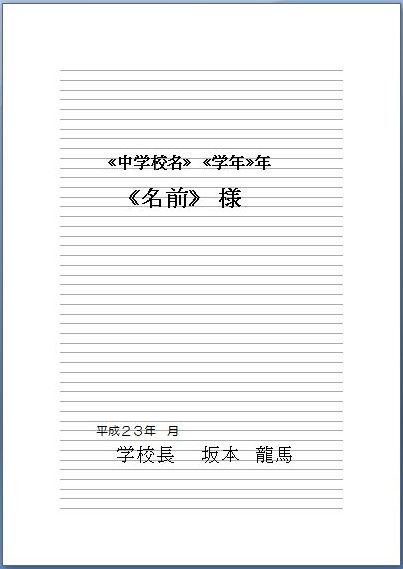 ≪中学校名≫ ≪学年≫年
≪名前≫ 様
平成２３年　月
学校長　坂本　龍馬